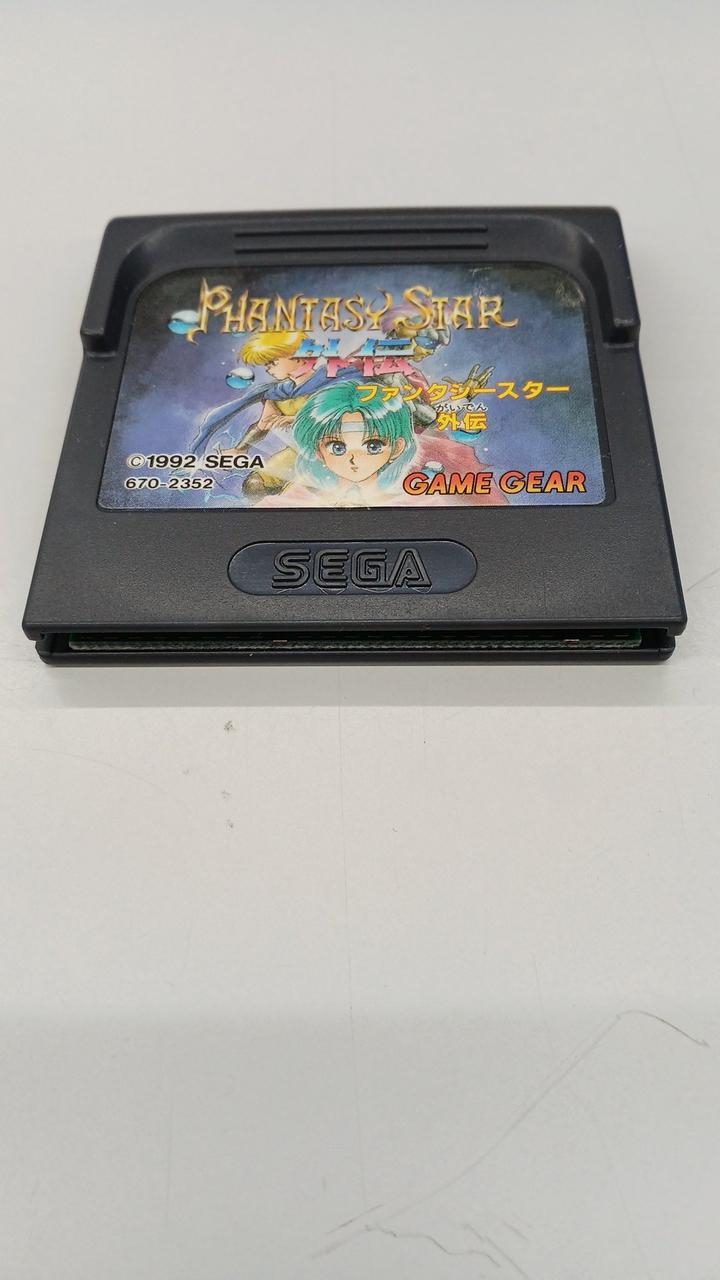 PHANTASY STAR
外伝
ファンタシースター
がいでん
外伝
©1992 SEGA
670-2352
GAME GEAR
SEGA